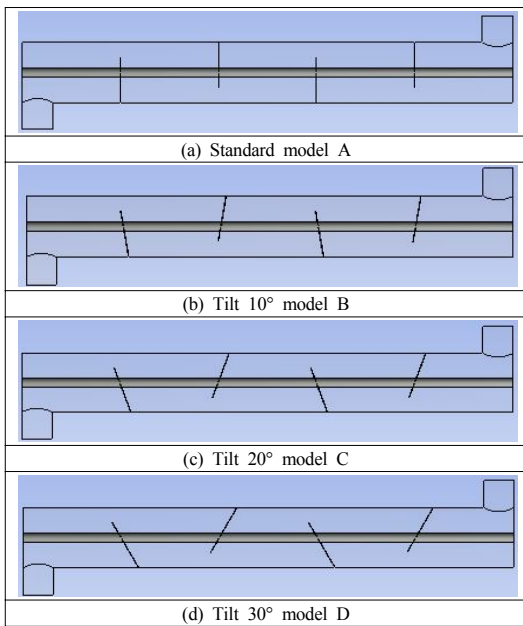 (a) Standard model A
(b) Tilt 10° model B
(c) Tilt 20° model C
(d) Tilt 30° model D